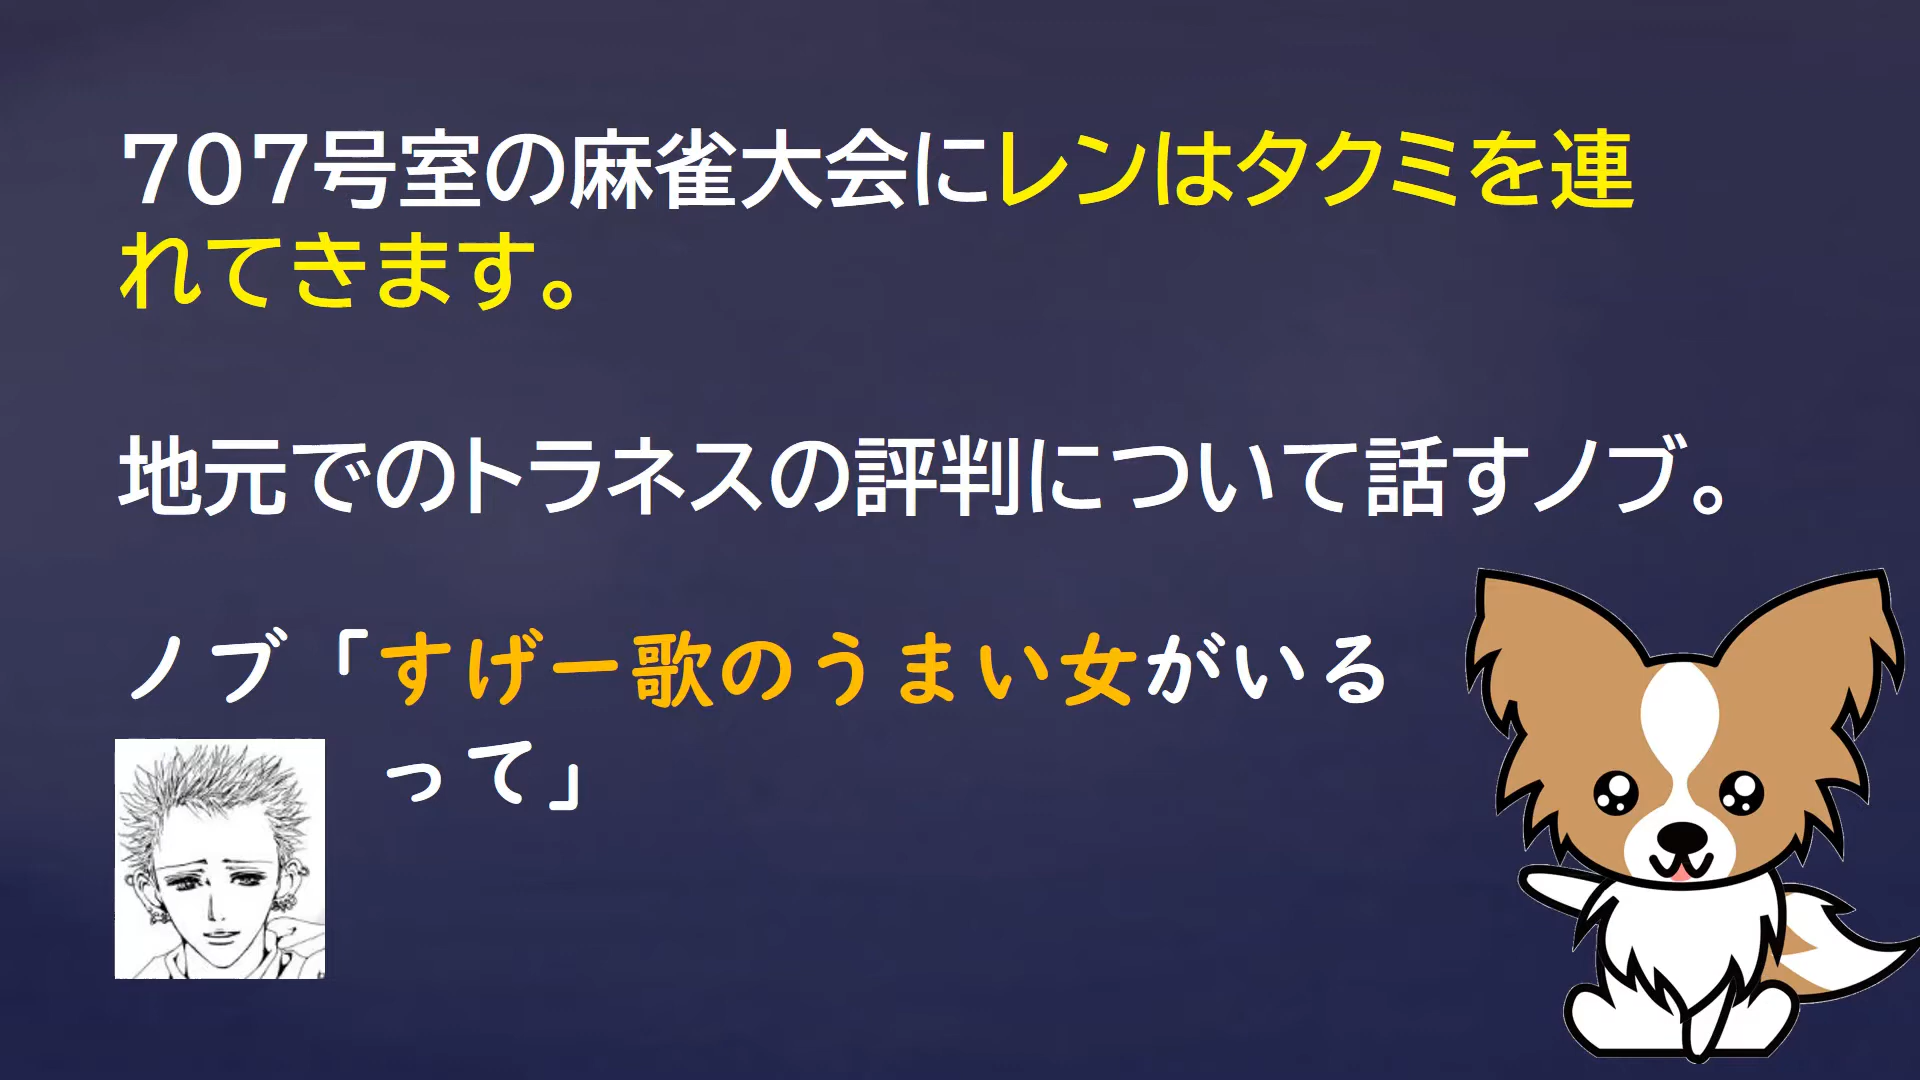 707号室の麻雀大会にレンはタクミを連
れてきます。
地元でのトラネスの評判について話すノブ。
ノブ「すげー歌のうまい女がいる
って」